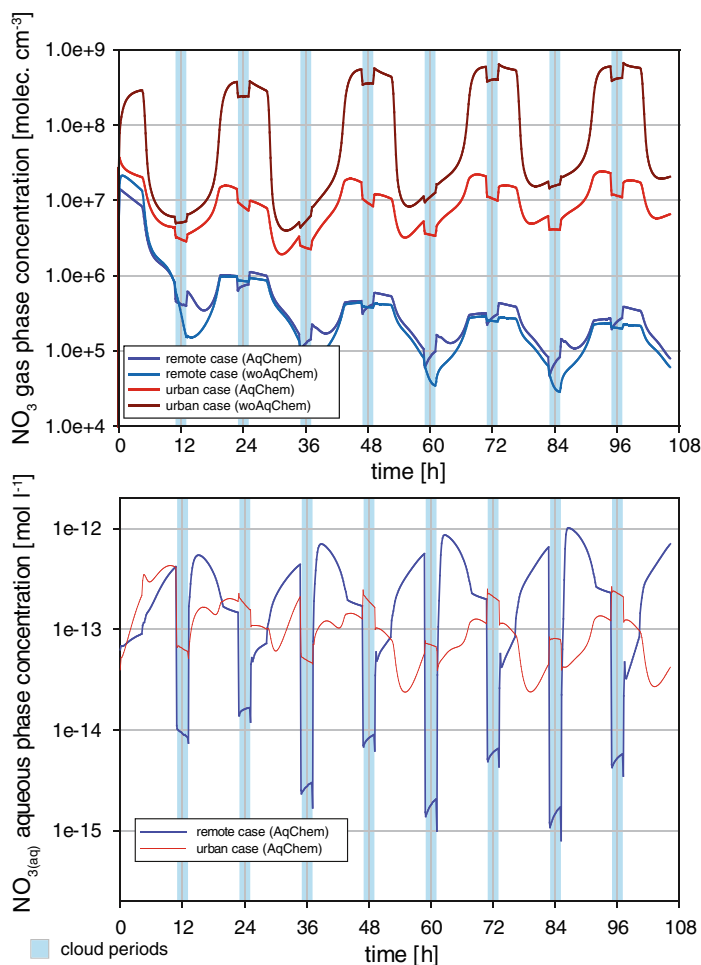 NO3 gas phase concentration [molec. cm-3]
1.0e+9
1.0e+8
1.0e+7
1.0e+6
1.0e+5
1.0e+4
remote case (AqChem)
remote case (woAqChem)
urban case (AqChem)
urban case (woAqChem)
0 12 24 36 48 60 72 84 96 108
time [h]
NO3(aq) aqueous phase concentration [mol l-1]
1e-12
1e-13
1e-14
1e-15
remote case (AqChem)
urban case (AqChem)
0 12 24 36 48 60 72 84 96 108
time [h]
cloud periods